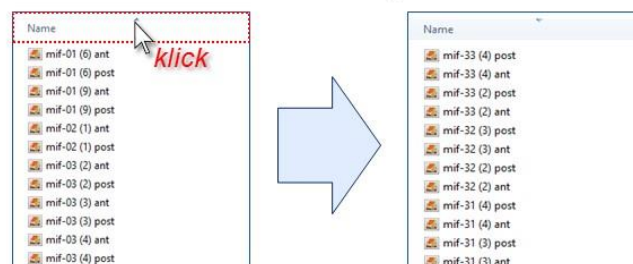 Name
klick
mif-01 (6) ant
mif-01 (6) post
mif-01 (9) ant
mif-01 (9) post
mif-02 (1) ant
mif-02 (1) post
mif-03 (2) ant
mif-03 (2) post
mif-03 (3) ant
mif-03 (3) post
mif-03 (4) ant
mif-03 (4) post
Name
mif-33 (4) post
mif-33 (4) ant
mif-33 (2) post
mif-33 (2) ant
mif-32 (3) post
mif-32 (3) ant
mif-32 (2) post
mif-32 (2) ant
mif-31 (4) post
mif-31 (4) ant
mif-31 (3) post
mif-31 (3) ant